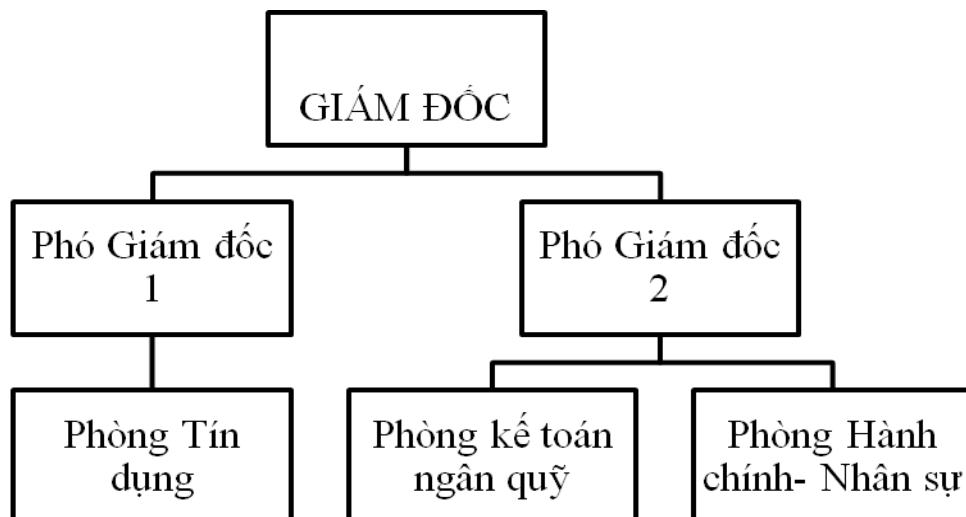 GIÁM ĐỐC
Phó Giám đốc
1
Phó Giám đốc
2
Phòng Tín
dụng
Phòng kế toán
ngân quỹ
Phòng Hành
chính- Nhân sự